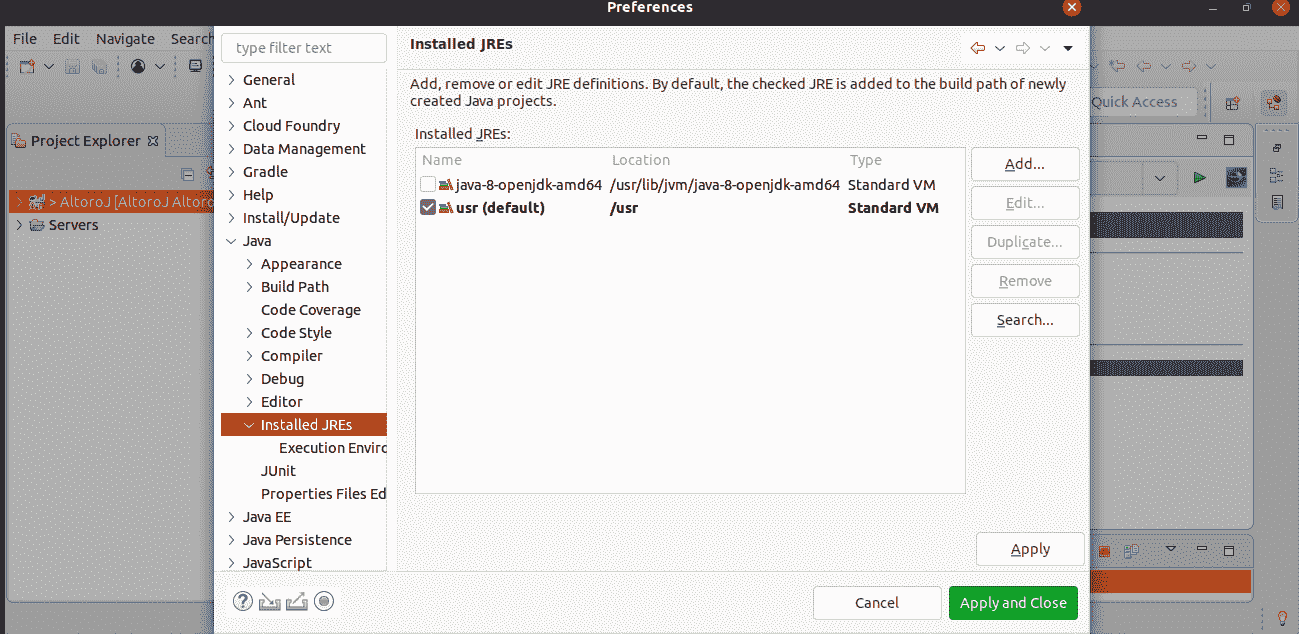 Preferences
File Edit Navigate Search
type filter text
General
Ant
Cloud Foundry
Data Management
Gradle
Help
Install/Update
Java
Appearance
Build Path
Code Coverage
Code Style
Compiler
Debug
Editor
Installed JREs
Execution Enviro
JUnit
Properties Files Ed
Java EE
Java Persistence
JavaScript
Project Explorer
> AltoroJ [AltoroJ Altoro
Servers
Installed JREs
Add, remove or edit JRE definitions. By default, the checked JRE is added to the build path of newly
created Java projects.
Installed JREs:
Name Location Type
java-8-openjdk-amd64 /usr/lib/jvm/java-8-openjdk-amd64 Standard VM
usr (default) /usr Standard VM
Add...
Edit...
Duplicate...
Remove
Search...
Apply
Cancel Apply and Close
Quick Access